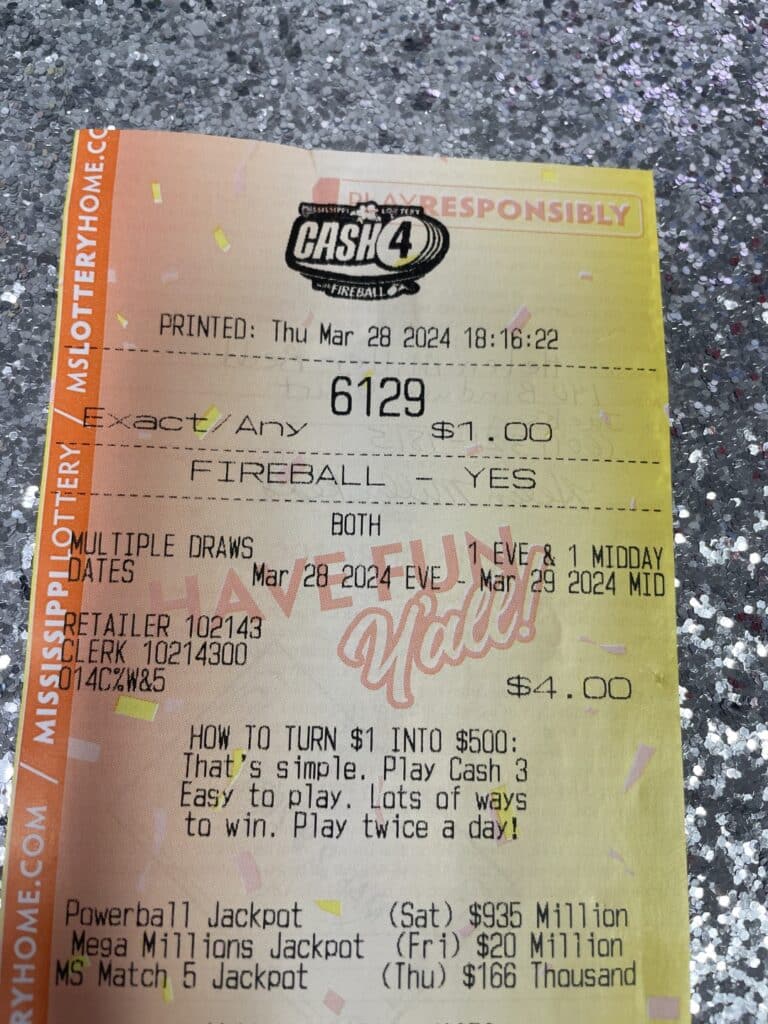 PLAY RESPONSIBLY
MISSISSIPPI LOTTERY
CASH 4
FIREBALL
PRINTED: Thu Mar 28 2024 18:16:22
6129
Exact/Any $1.00
FIREBALL - YES
BOTH
MULTIPLE DRAWS 1 EVE & 1 MIDDAY
DATES Mar 28 2024 EVE - Mar 29 2024 MID
HAVE FUN
Y'all!
RETAILER 102143
CLERK 10214300
014C%W&5
$4.00
HOW TO TURN $1 INTO $500:
That's simple. Play Cash 3
Easy to play. Lots of ways
to win. Play twice a day!
Powerball Jackpot (Sat) $935 Million
Mega Millions Jackpot (Fri) $20 Million
MS Match 5 Jackpot (Thu) $166 Thousand
RYHOME.COM / MISSISSIPPI LOTTERY / MSLOTTERYHOME.CO